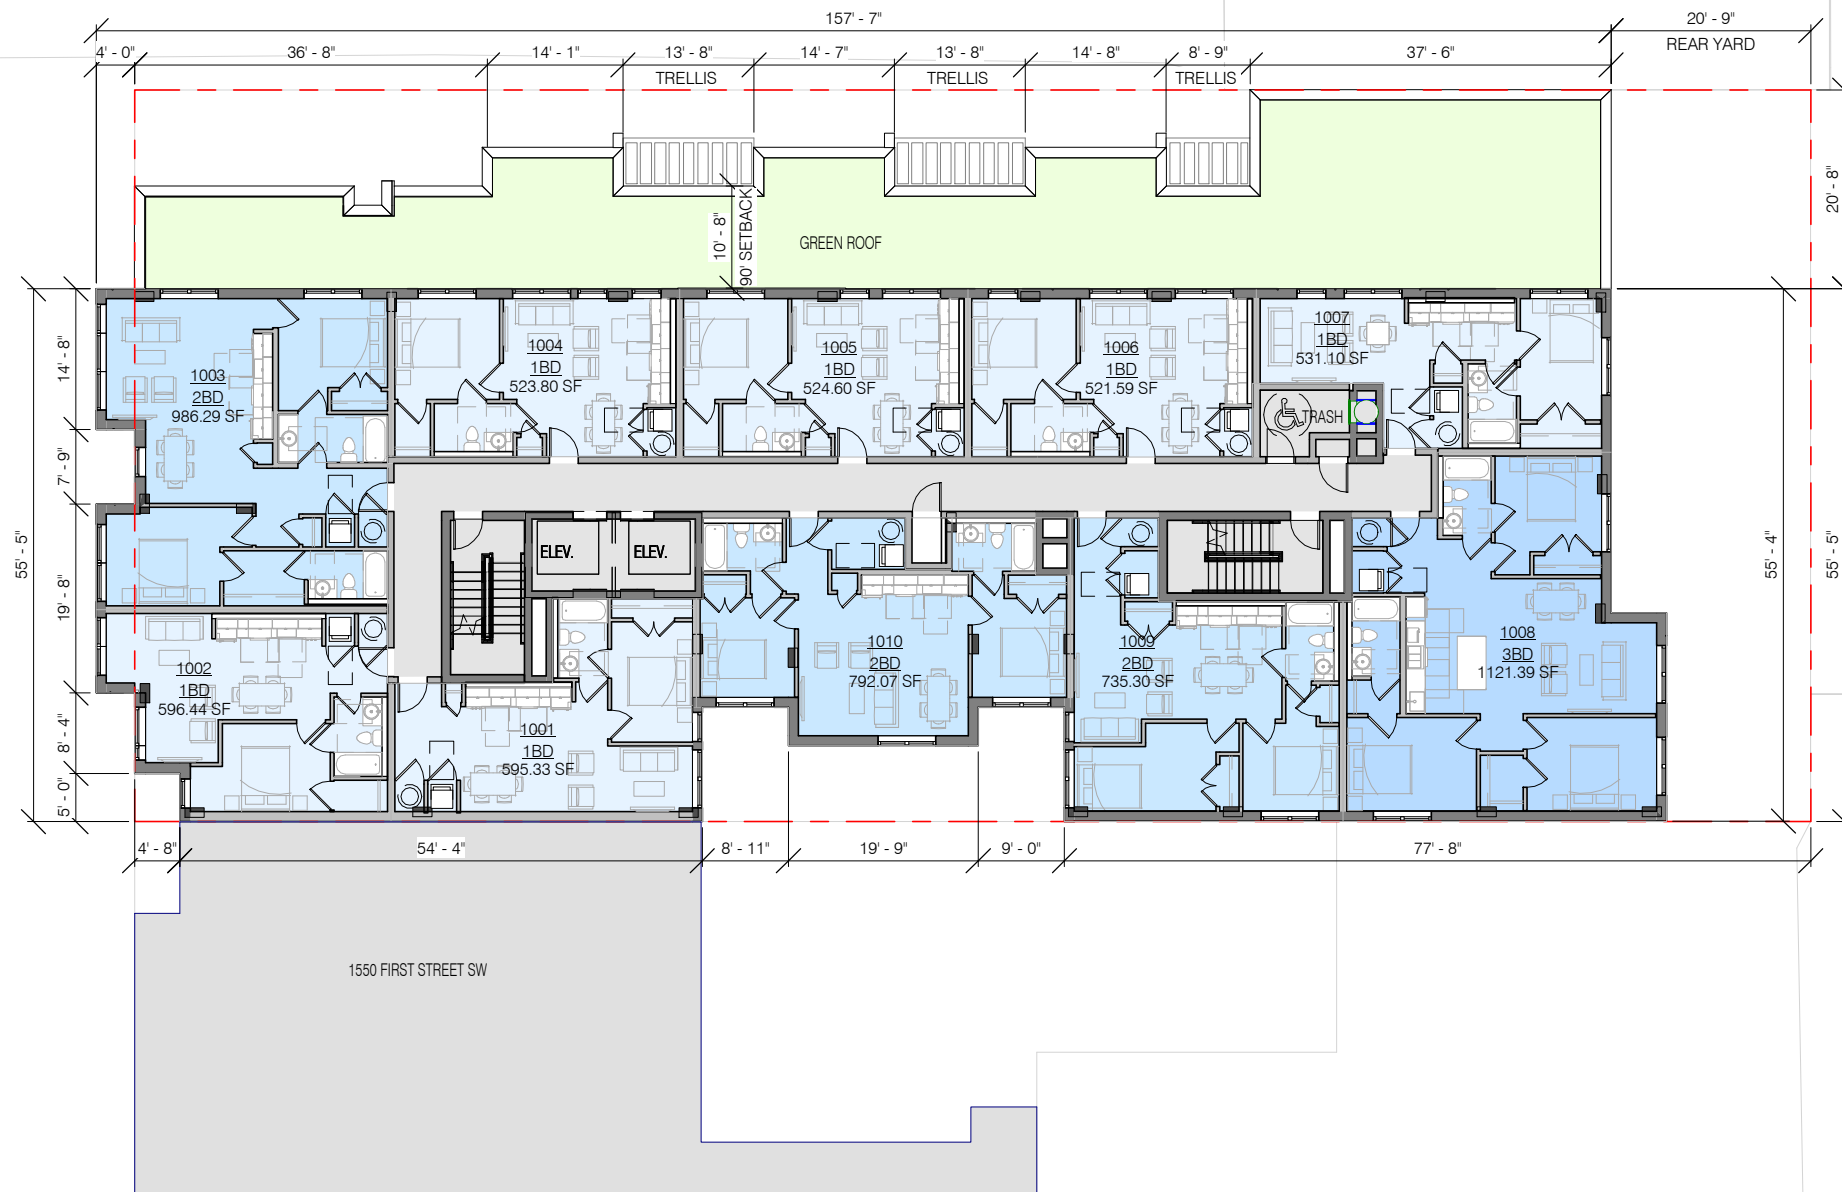 157' - 7"
20' - 9"
REAR YARD
4' - 0"
36' - 8"
14' - 1"
13' - 8"
14' - 7"
13' - 8"
14' - 8"
8' - 9"
37' - 6"
TRELLIS
TRELLIS
TRELLIS
20' - 8"
10' - 8"
90' SETBACK
GREEN ROOF
55' - 5"
14' - 8"
7' - 9"
19' - 8"
8' - 4"
5' - 0"
1003
2BD
986.29 SF
1004
1BD
523.80 SF
1005
1BD
524.60 SF
1006
1BD
521.59 SF
1007
1BD
531.10 SF
TRASH
ELEV.
ELEV.
1002
1BD
596.44 SF
1001
1BD
595.33 SF
1010
2BD
792.07 SF
1009
2BD
735.30 SF
1008
3BD
1121.39 SF
55' - 4"
55' - 5"
4' - 8"
54' - 4"
8' - 11"
19' - 9"
9' - 0"
77' - 8"
1550 FIRST STREET SW